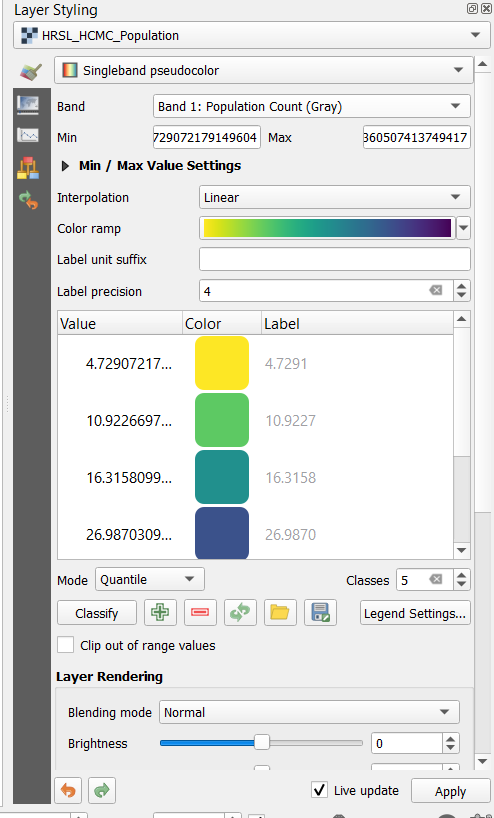 Layer Styling
HRSL_HCMC_Population
Singleband pseudocolor
Band Band 1: Population Count (Gray)
Min 729072179149604 Max 360507413749417
Min / Max Value Settings
Interpolation Linear
Color ramp
Label unit suffix
Label precision 4
Value Color Label
4.72907217... 4.7291
10.9226697... 10.9227
16.3158099... 16.3158
26.9870309... 26.9870
Mode Quantile Classes 5
Classify Legend Settings...
Clip out of range values
Layer Rendering
Blending mode Normal
Brightness 0
Live update Apply